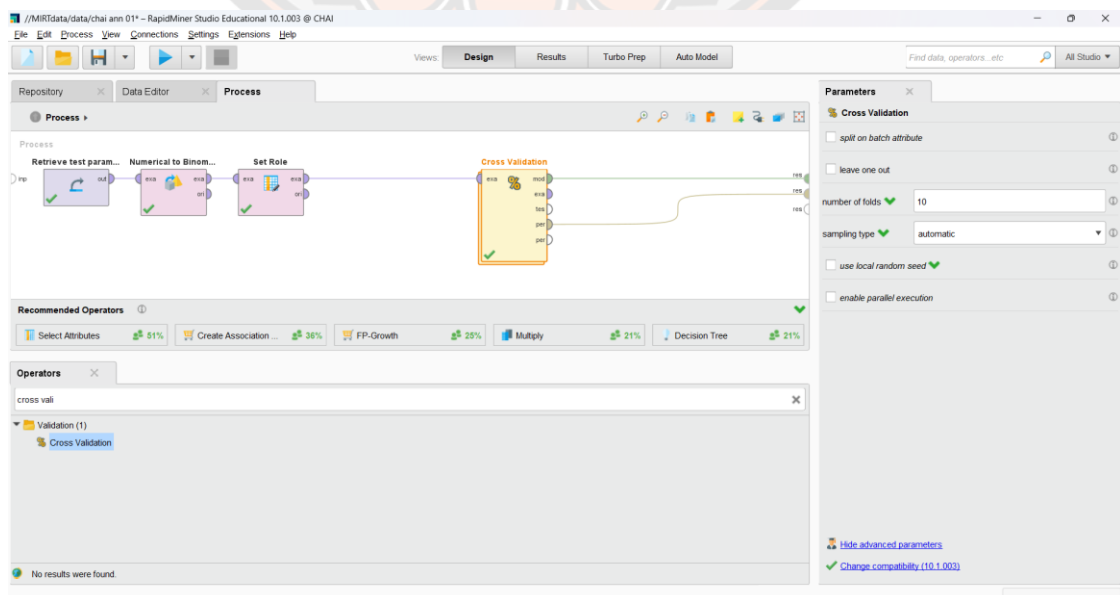 //MIRTdata/data/chai ann 01* – RapidMiner Studio Educational 10.1.003 @ CHAI
File Edit Process View Connections Settings Extensions Help
Views: Design Results Turbo Prep Auto Model Find data, operators...etc All Studio
Repository Data Editor Process
Process
Process
Retrieve test param... Numerical to Binom... Set Role Cross Validation
inp out exa exa ori exa exa ori exa mod exa tes per per res res res
Recommended Operators
Select Attributes 51% Create Association ... 36% FP-Growth 25% Multiply 21% Decision Tree 21%
Operators
cross vali
Validation (1)
Cross Validation
No results were found.
Parameters
Cross Validation
split on batch attribute
leave one out
number of folds 10
sampling type automatic
use local random seed
enable parallel execution
Hide advanced parameters
Change compatibility (10.1.003)